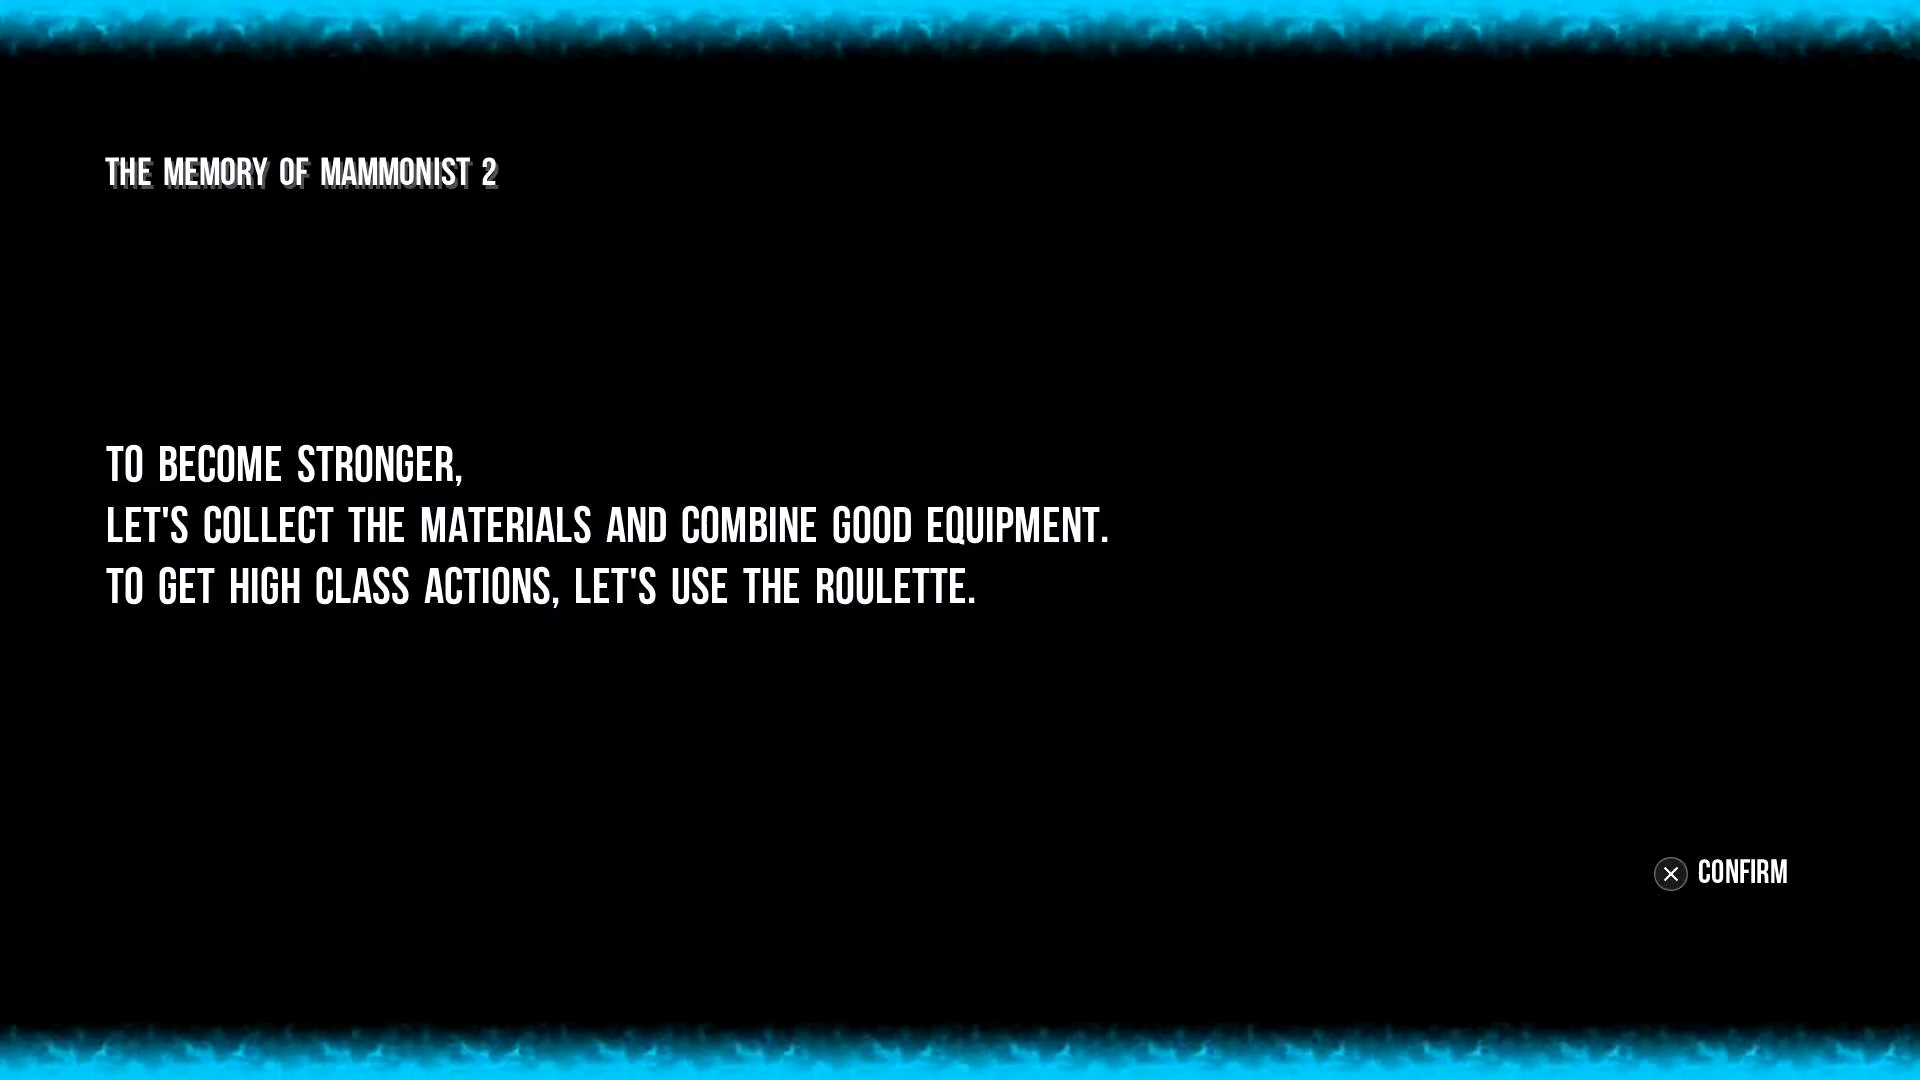 THE MEMORY OF MAMMONIST 2
TO BECOME STRONGER,
LET'S COLLECT THE MATERIALS AND COMBINE GOOD EQUIPMENT.
TO GET HIGH CLASS ACTIONS, LET'S USE THE ROULETTE.
CONFIRM